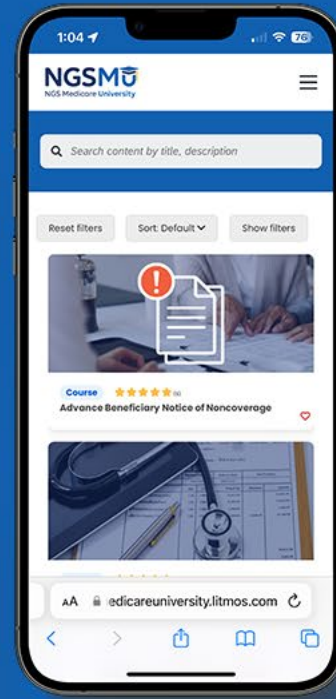 1:04
76
NGSMU
NGS Medicare University
Search content by title, description
Reset filters
Sort: Default
Show filters
Course
Advance Beneficiary Notice of Noncoverage
AA
edicareuniversity.litmos.com